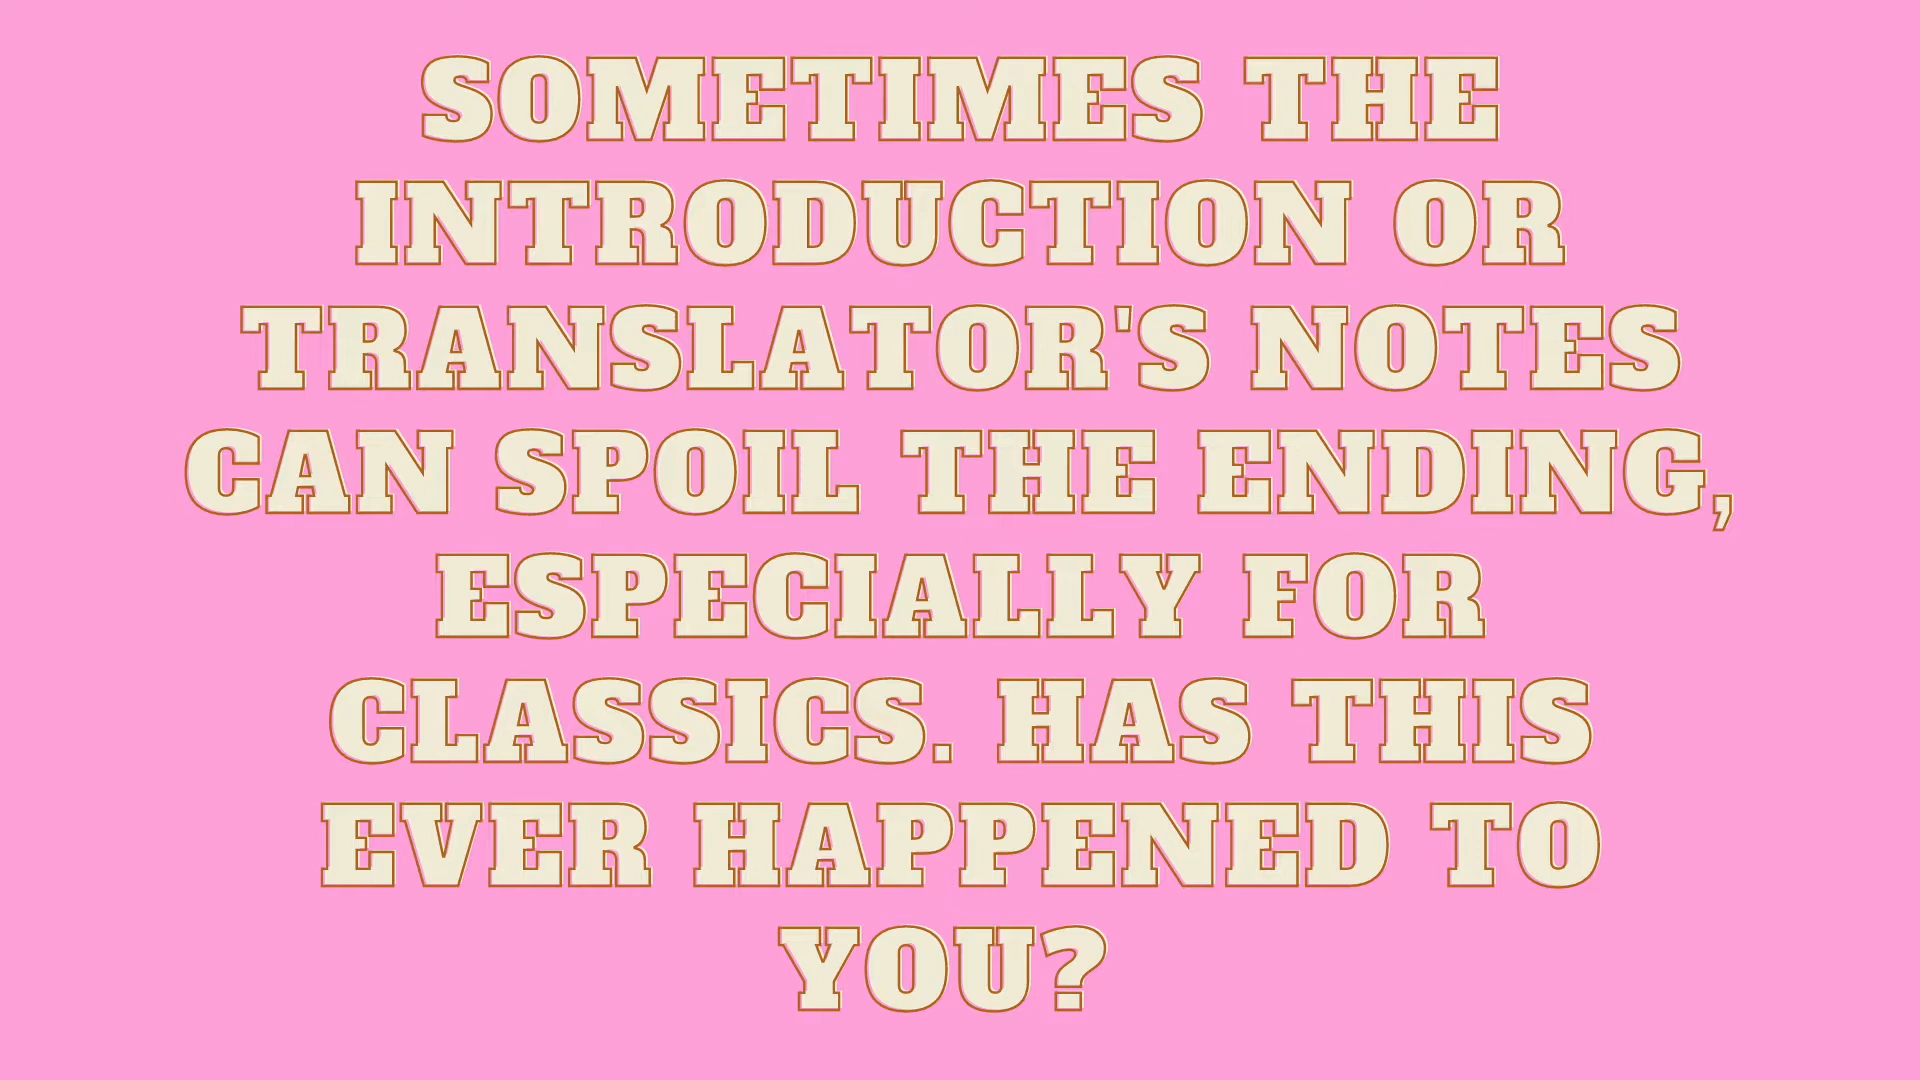 SOMETIMES THE
INTRODUCTION OR
TRANSLATOR'S NOTES
CAN SPOIL THE ENDING,
ESPECIALLY FOR
CLASSICS. HAS THIS
EVER HAPPENED TO
YOU?